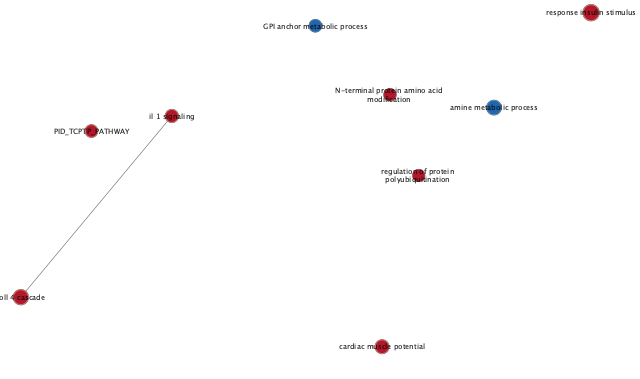 response insulin stimulus
GPI anchor metabolic process
N-terminal protein amino acid
modification
amine metabolic process
il 1 signaling
PID_TCPTP_PATHWAY
regulation of protein
polyubiquitination
oll 4 cascade
cardiac muscle potential